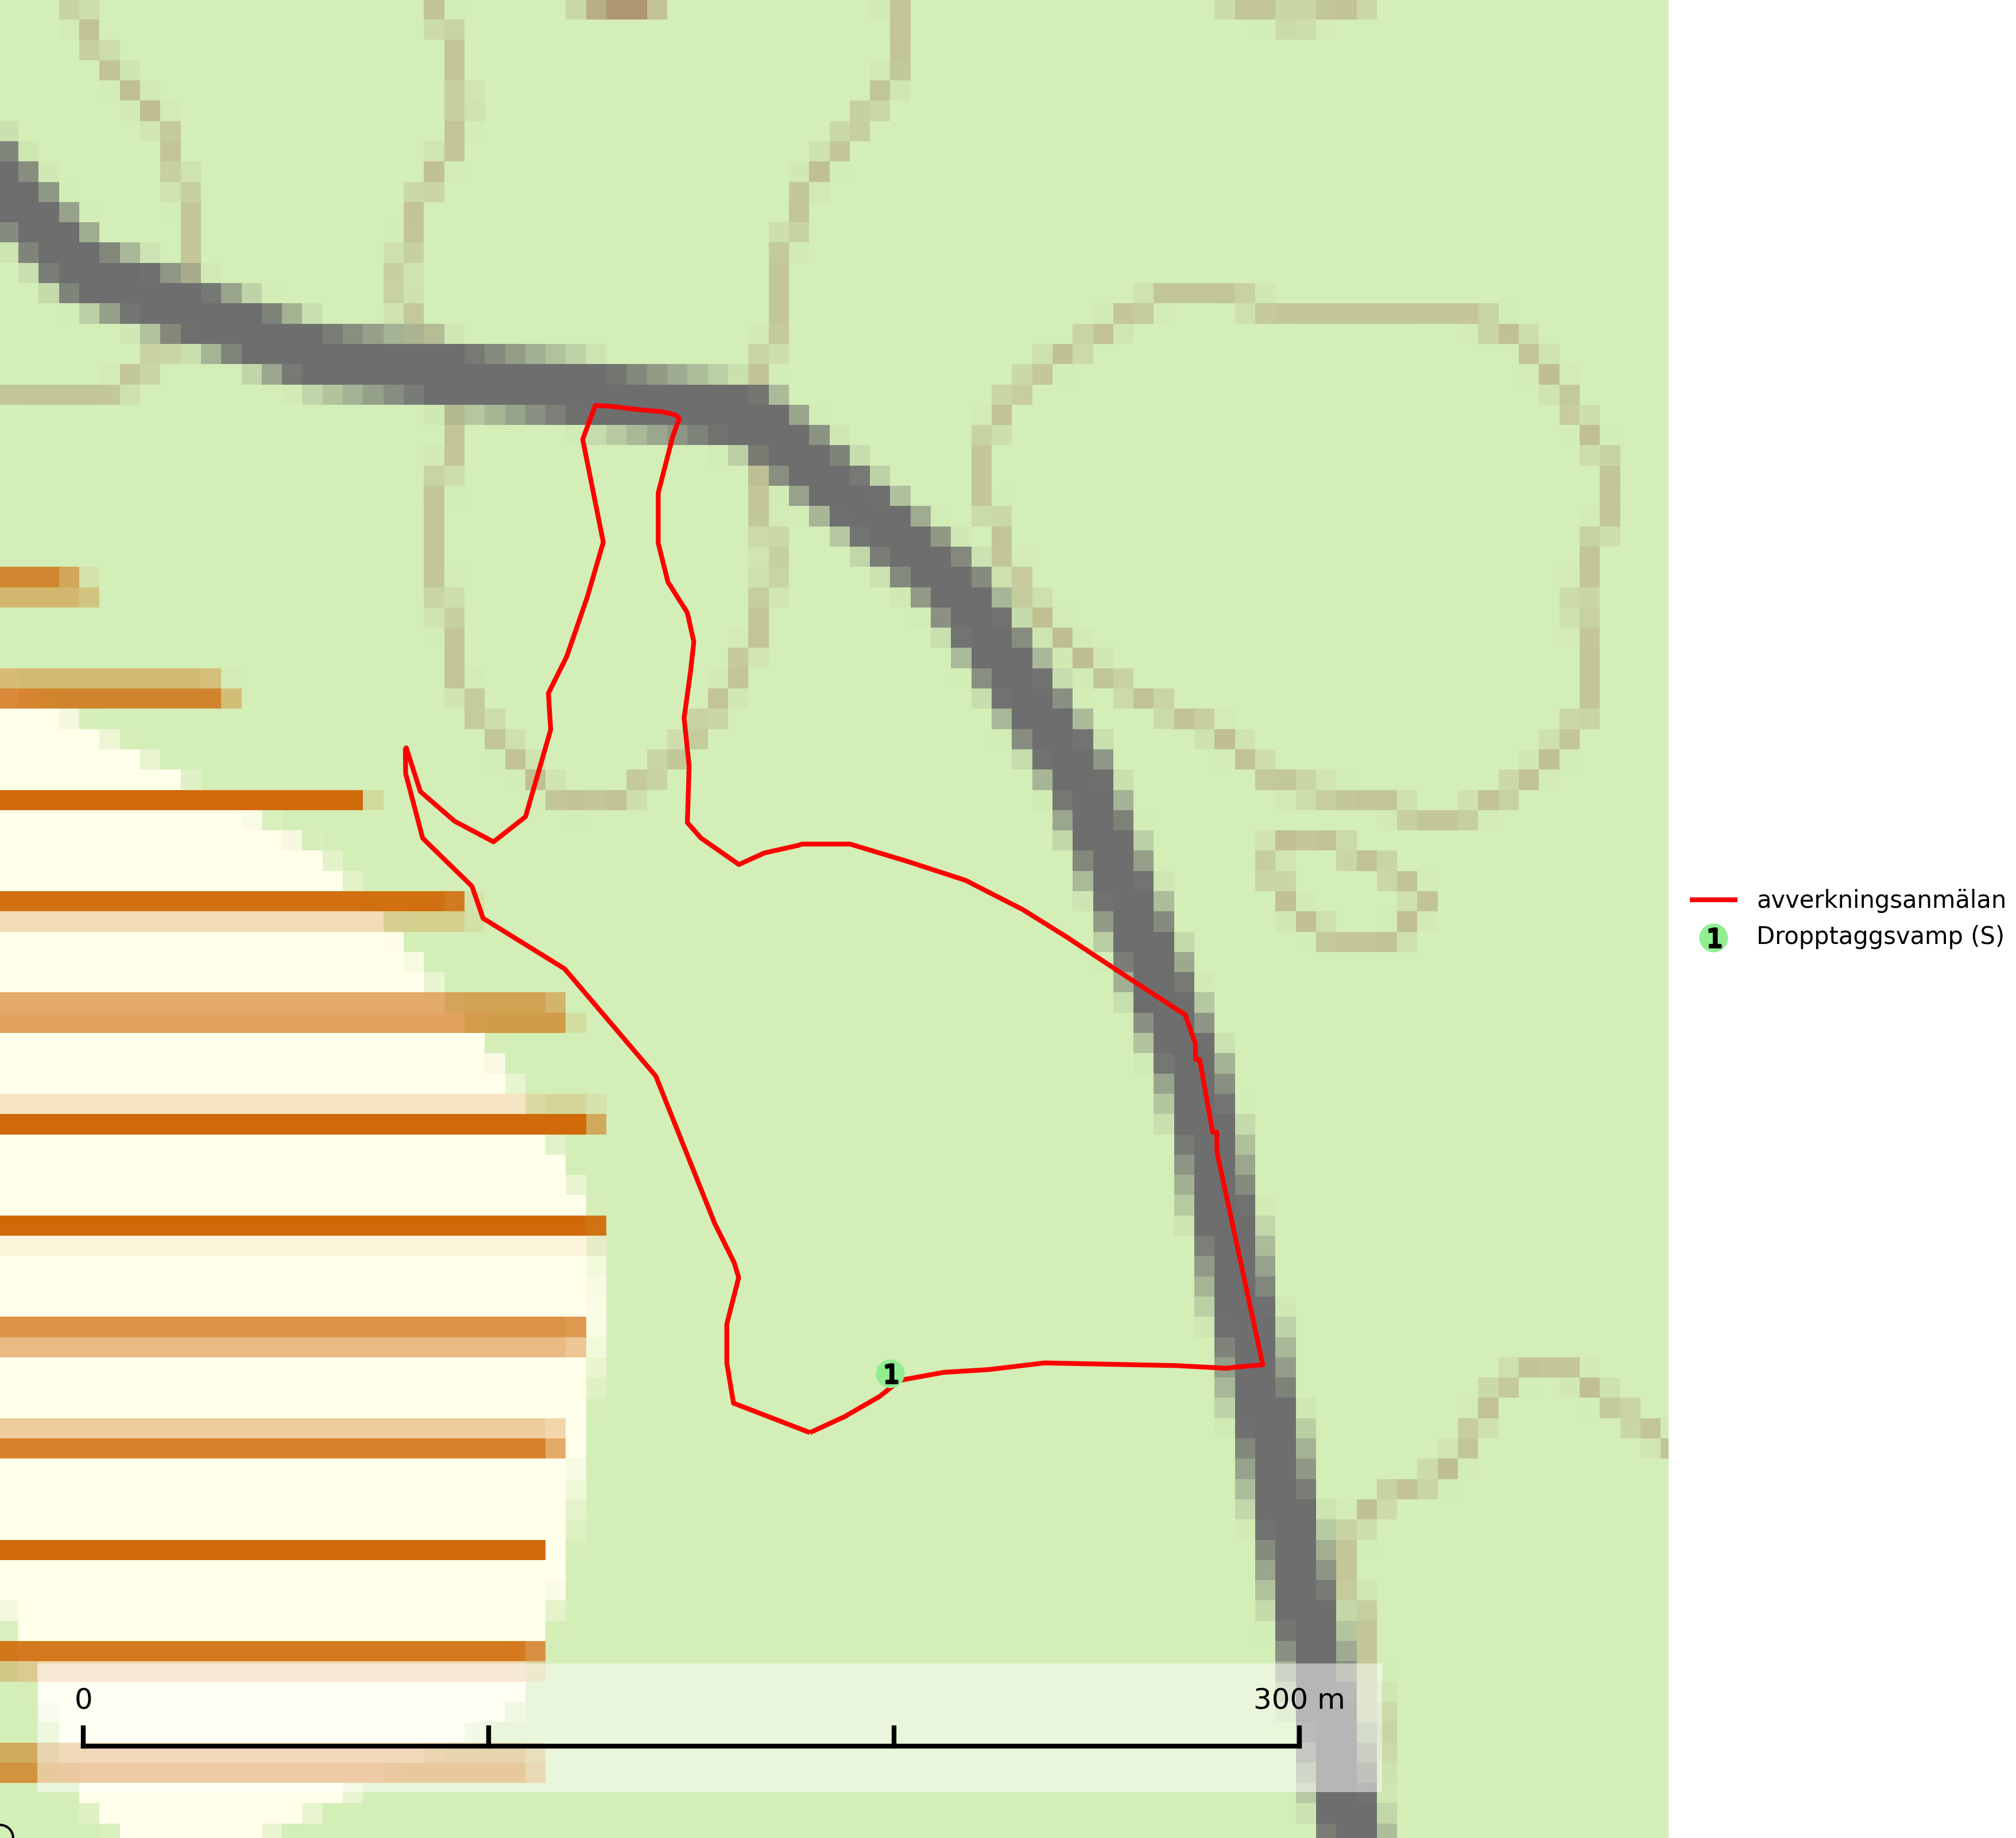 avverkningsanmälan
1 Dropptaggsvamp (S)
1
0 300 m